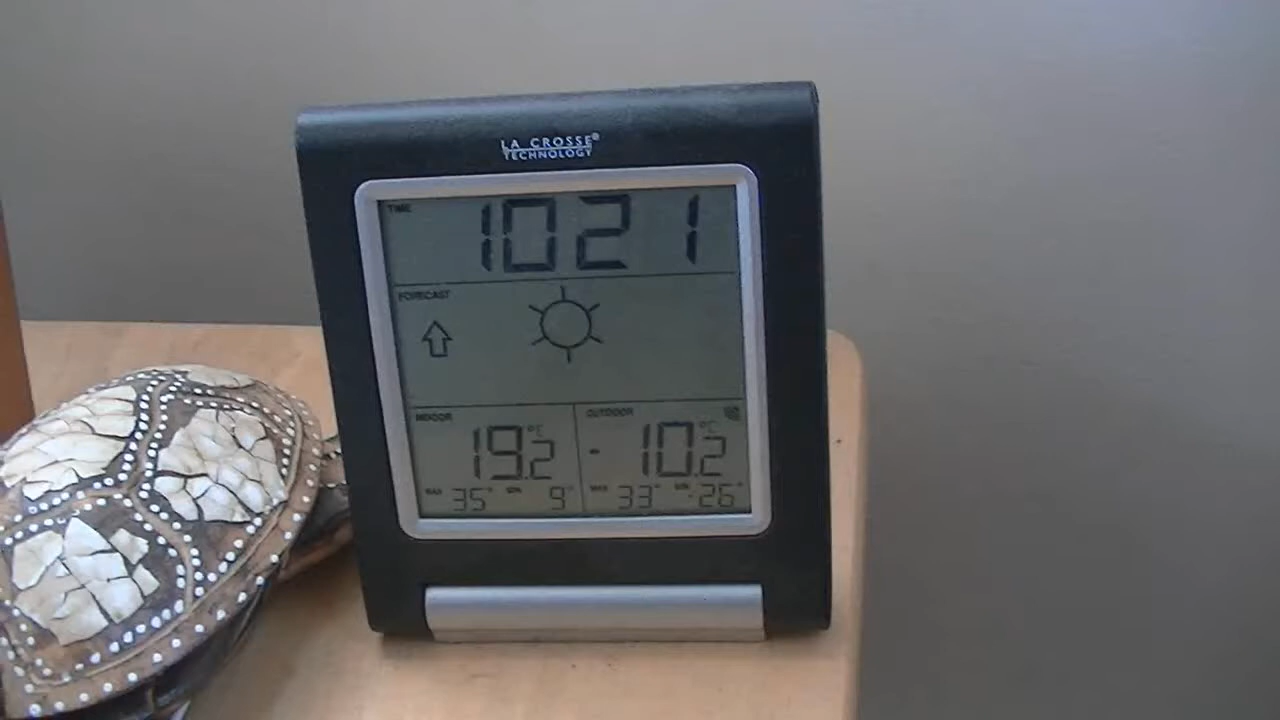 LA CROSSE®
TECHNOLOGY
TIME
1021
FORECAST
INDOOR
OUTDOOR
19.2 °C
-10.2 °C
MAX 35° MIN 9°
MAX 33° MIN -26°